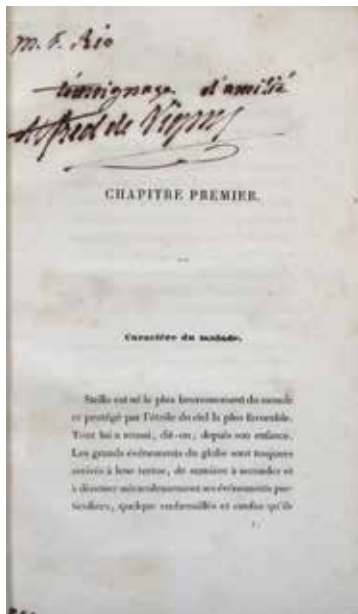 M. F. Rio
témoignage d'amitié
Alfred de Vigny
CHAPITRE PREMIER.
Caractère du malade.
Stello est né le plus heureusement du monde
et protégé par l'étoile du ciel la plus favorable.
Tout lui a réussi, dit-on, depuis son enfance.
Les grands événements du globe sont toujours
arrivés à leur terme, de manière à seconder et
à dénouer miraculeusement ses événements par-
ticuliers, quelque embrouillés et confus qu'ils
1.